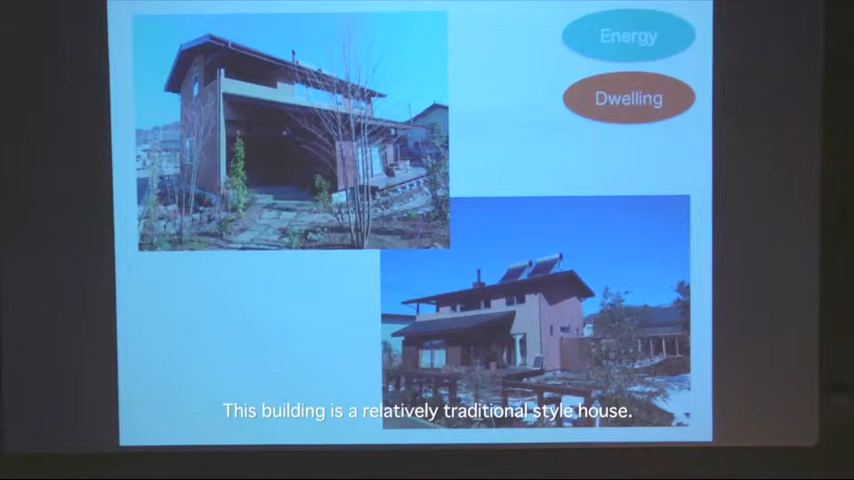 Energy
Dwelling
This building is a relatively traditional style house.